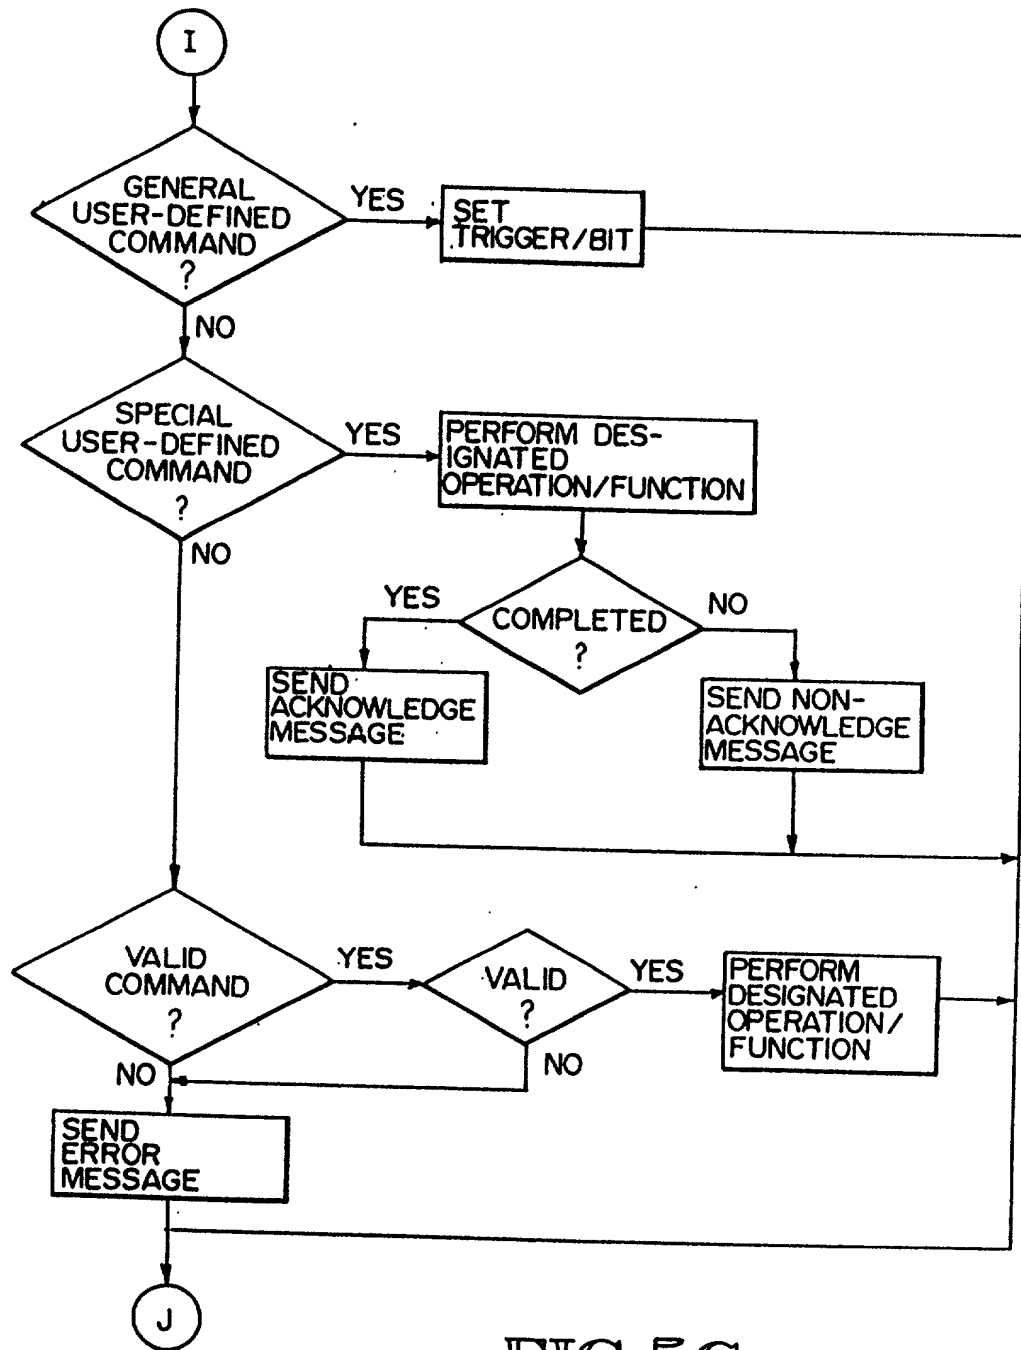 I
GENERAL
USER-DEFINED
COMMAND
?
YES
SET
TRIGGER/BIT
NO
SPECIAL
USER-DEFINED
COMMAND
?
YES
PERFORM DES-
IGNATED
OPERATION/FUNCTION
NO
COMPLETED
?
YES
NO
SEND
ACKNOWLEDGE
MESSAGE
SEND NON-
ACKNOWLEDGE
MESSAGE
VALID
COMMAND
?
YES
VALID
?
YES
PERFORM
DESIGNATED
OPERATION/
FUNCTION
NO
NO
SEND
ERROR
MESSAGE
J